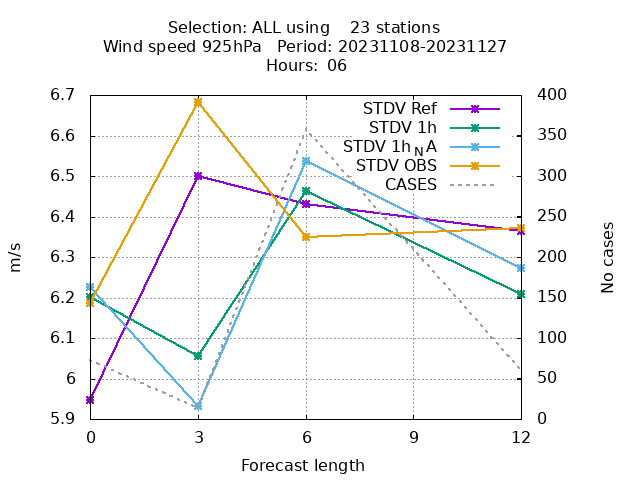 Selection: ALL using    23 stations
Wind speed 925hPa   Period: 20231108-20231127
Hours: 06
6.7
6.6
6.5
6.4
6.3
6.2
6.1
6
5.9
400
350
300
250
200
150
100
50
0
STDV Ref
STDV 1h
STDV 1hNA
STDV OBS
CASES
m/s
No cases
0
3
6
9
12
Forecast length